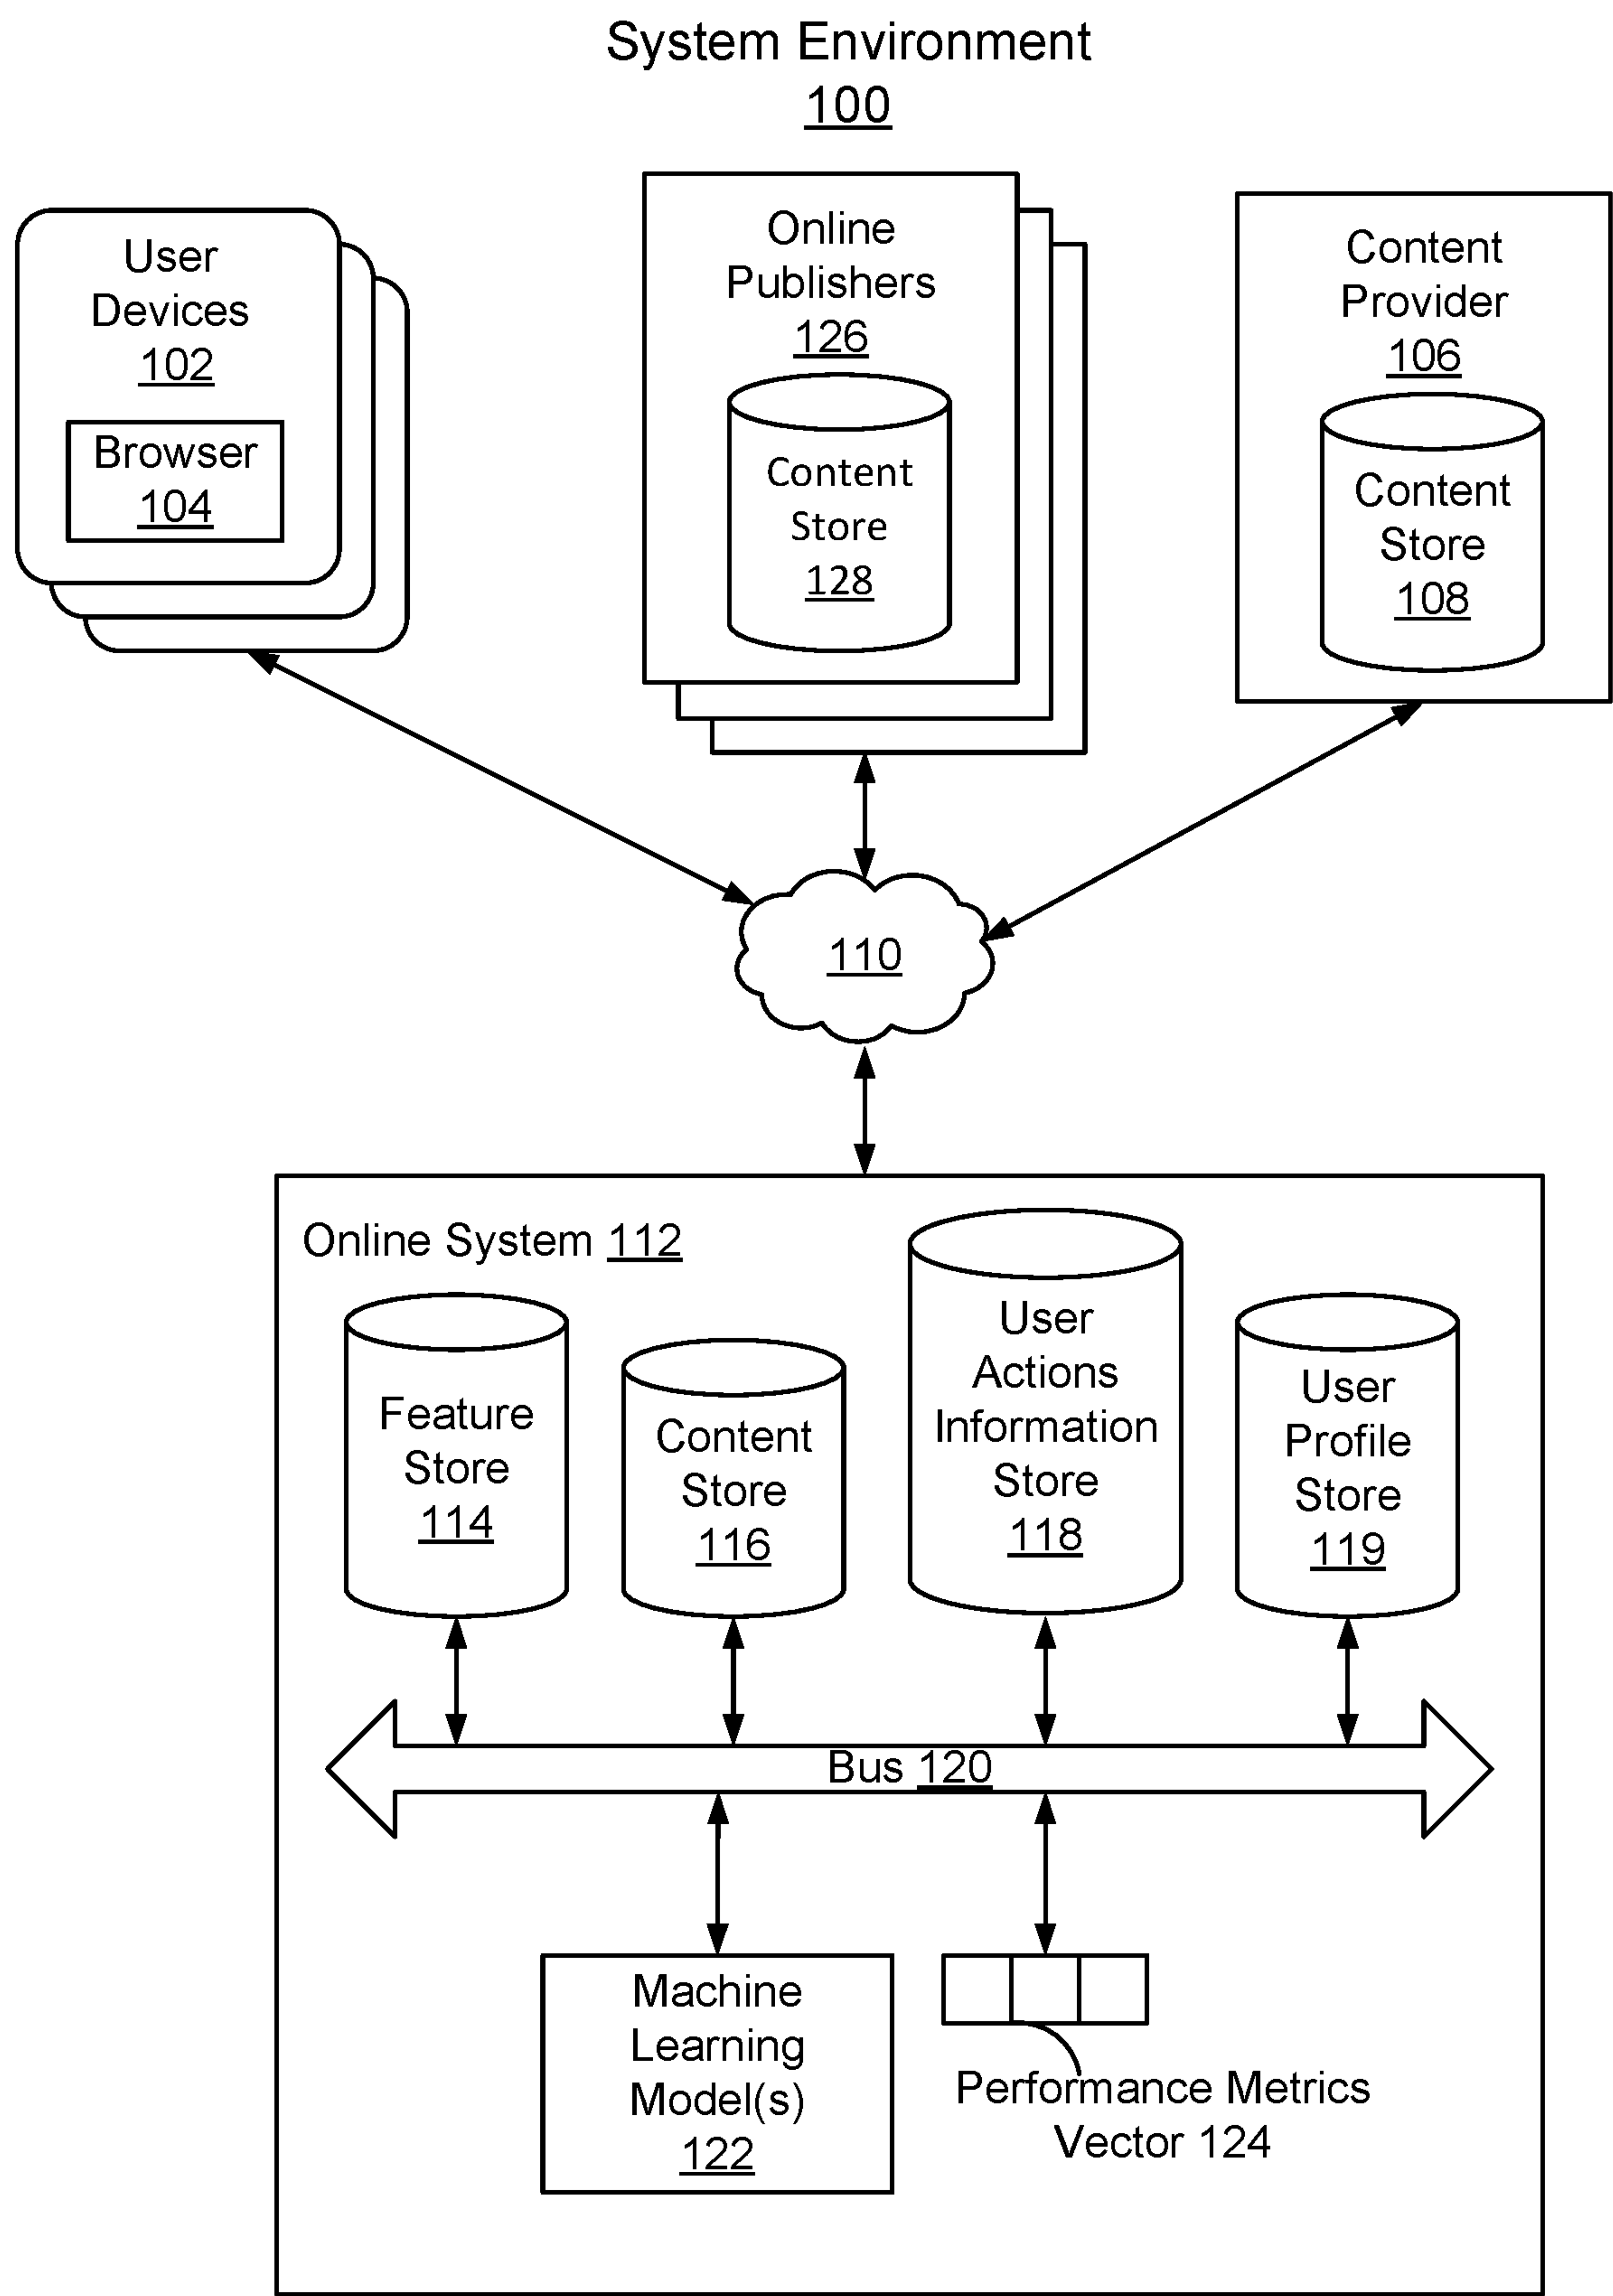 System Environment
100
User
Devices
102
Browser
104
Online
Publishers
126
Content
Store
128
Content
Provider
106
Content
Store
108
110
Online System 112
Feature
Store
114
Content
Store
116
User
Actions
Information
Store
118
User
Profile
Store
119
Bus 120
Machine
Learning
Model(s)
122
Performance Metrics
Vector 124